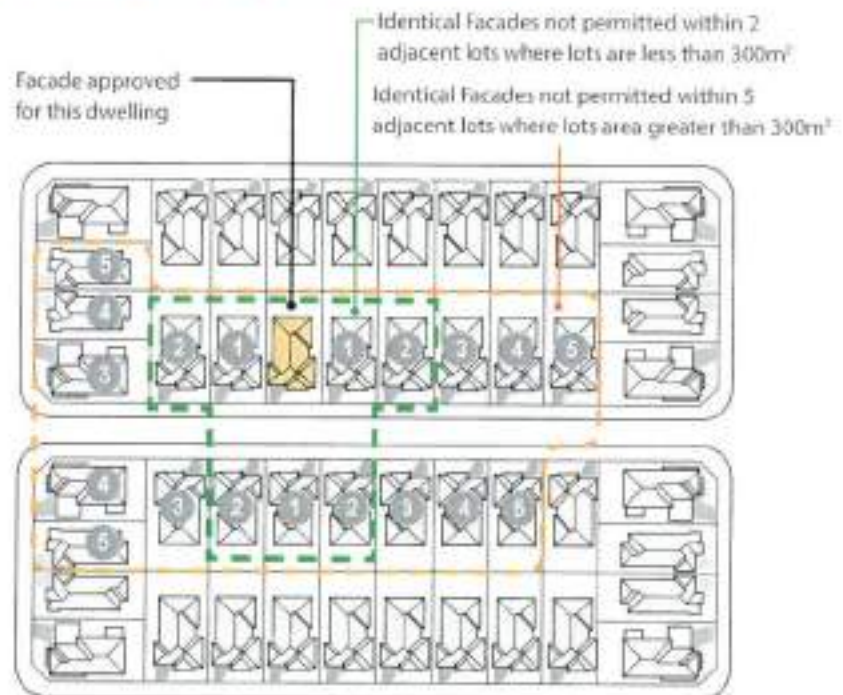 Identical Facades not permitted within 2
adjacent lots where lots are less than 300m²
Facade approved
for this dwelling
Identical Facades not permitted within 5
adjacent lots where lots area greater than 300m²
5
4
2 1 1 2 3 4 5
3
4 3 2 1 2 3 4 5
5